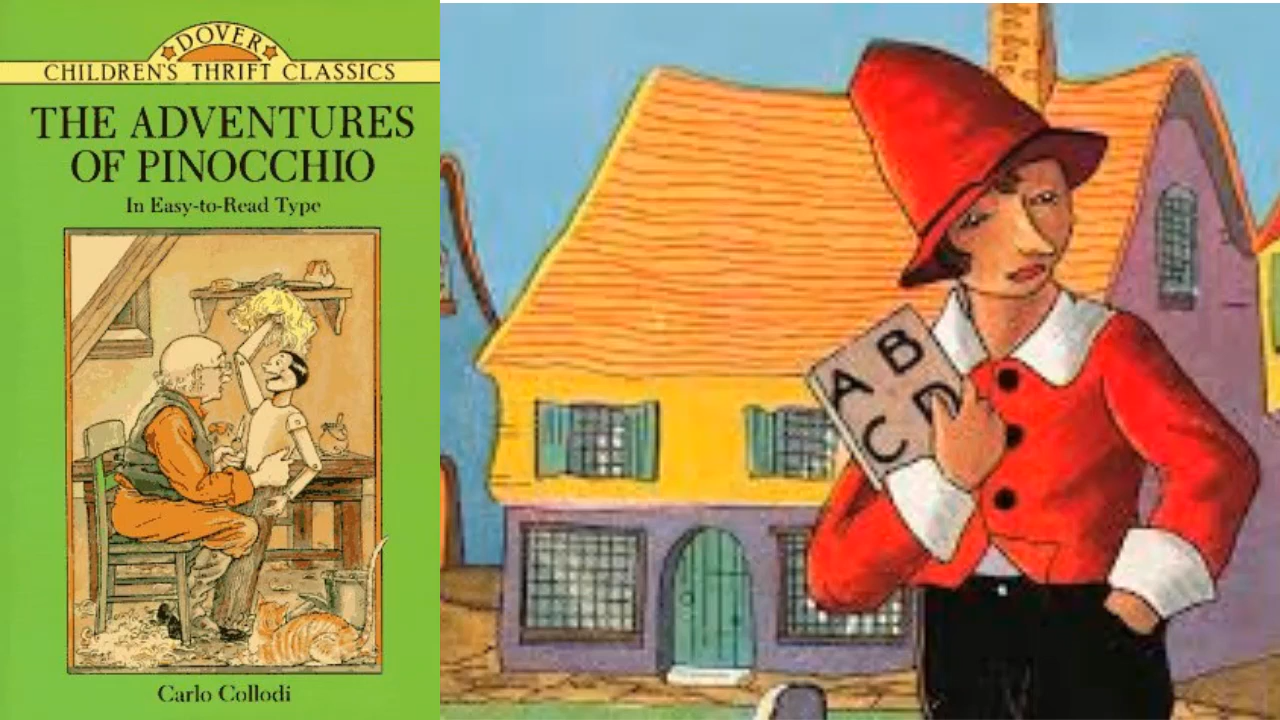 DOVER
CHILDREN'S THRIFT CLASSICS
THE ADVENTURES
OF PINOCCHIO
In Easy-to-Read Type
Carlo Collodi
A B
C D